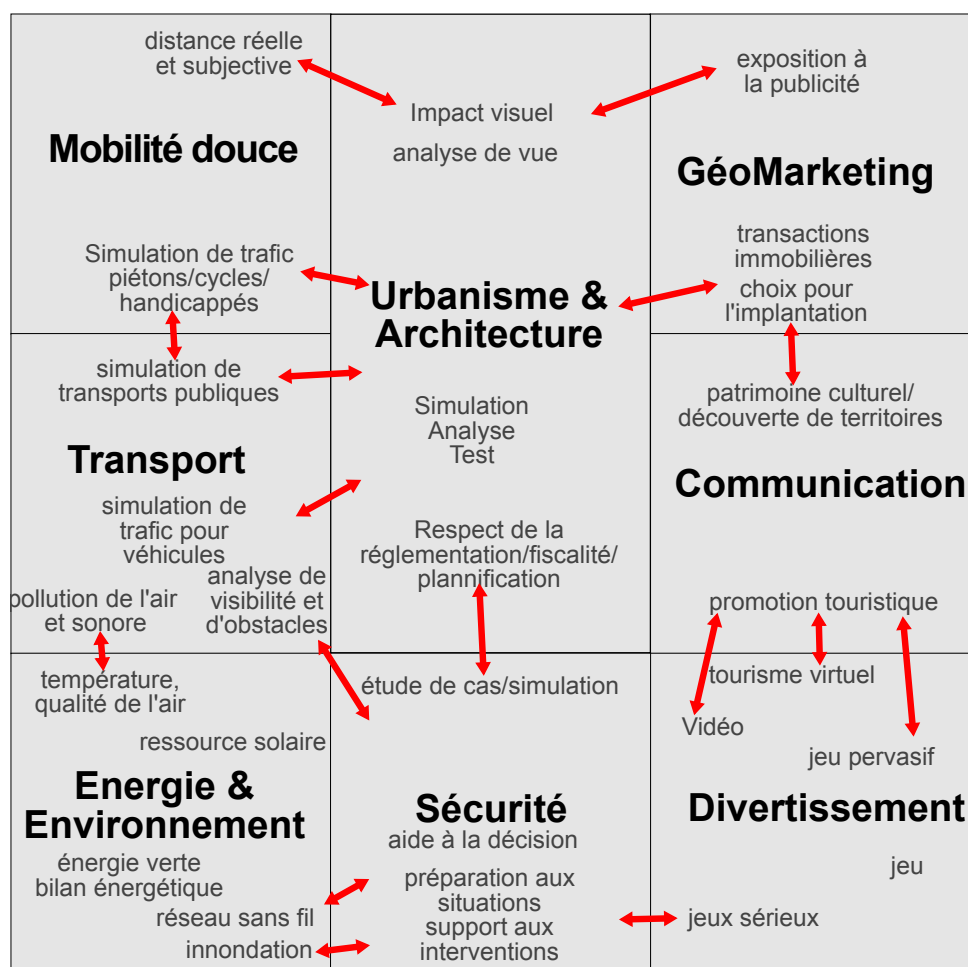 distance réelle
et subjective
Mobilité douce
Simulation de trafic
piétons/cycles/
handicappés
Impact visuel
analyse de vue
Urbanisme &
Architecture
Simulation
Analyse
Test
Respect de la
réglementation/fiscalité/
plannification
exposition à
la publicité
GéoMarketing
transactions
immobilières
choix pour
l'implantation
simulation de
transports publiques
Transport
simulation de
trafic pour
véhicules
analyse de
visibilité et
d'obstacles
pollution de l'air
et sonore
patrimoine culturel/
découverte de territoires
Communication
promotion touristique
température,
qualité de l'air
ressource solaire
Energie &
Environnement
énergie verte
bilan énergétique
réseau sans fil
innondation
étude de cas/simulation
Sécurité
aide à la décision
préparation aux
situations
support aux
interventions
tourisme virtuel
Vidéo
jeu pervasif
Divertissement
jeu
jeux sérieux